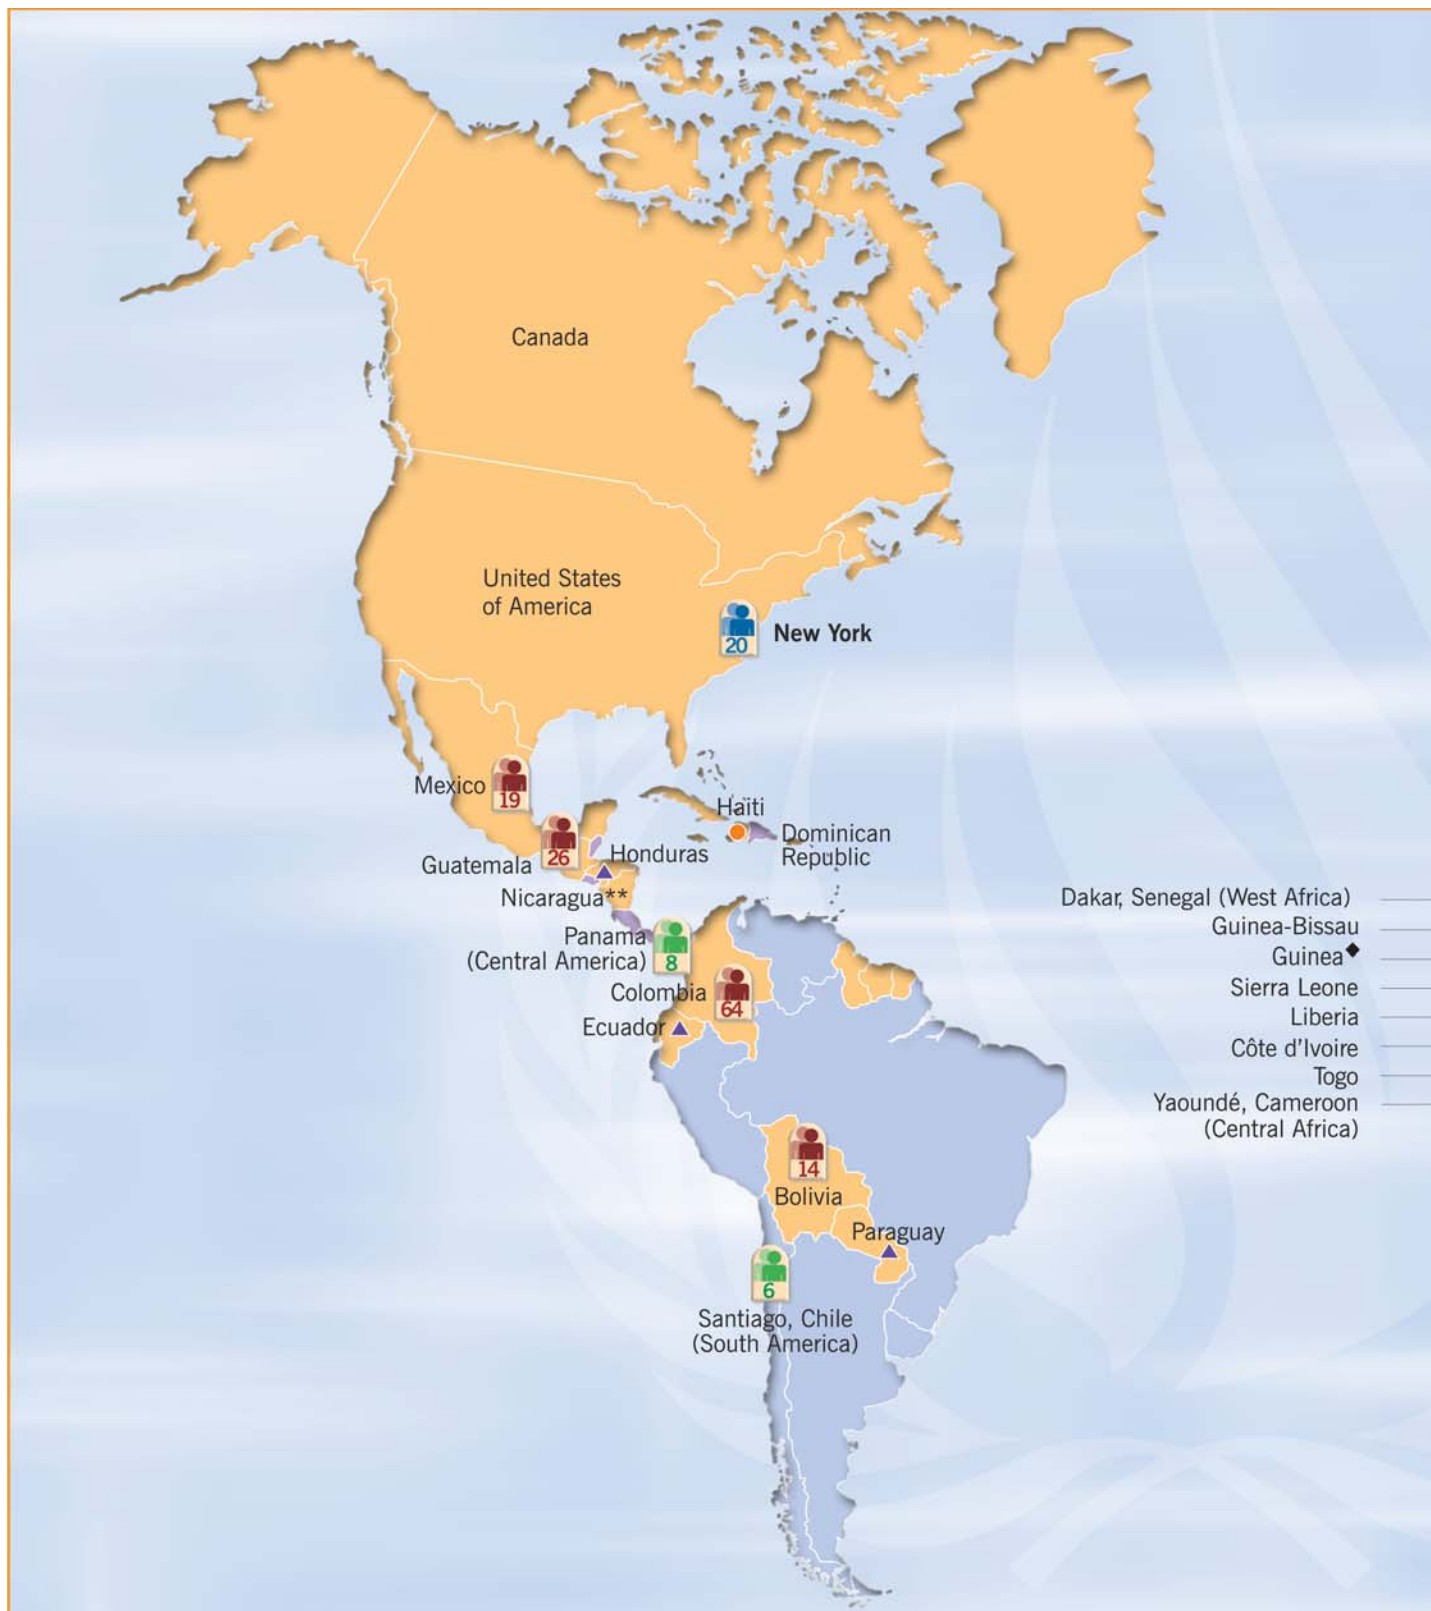 Canada
United States
of America
20
New York
Mexico
19
Haïti
Dominican
Republic
Guatemala
26
Honduras
Nicaragua**
Panama
(Central America)
8
Colombia
64
Ecuador
Dakar, Senegal (West Africa)
Guinea-Bissau
Guinea◆
Sierra Leone
Liberia
Côte d’Ivoire
Togo
Yaoundé, Cameroon
(Central Africa)
14
Bolivia
Paraguay
6
Santiago, Chile
(South America)